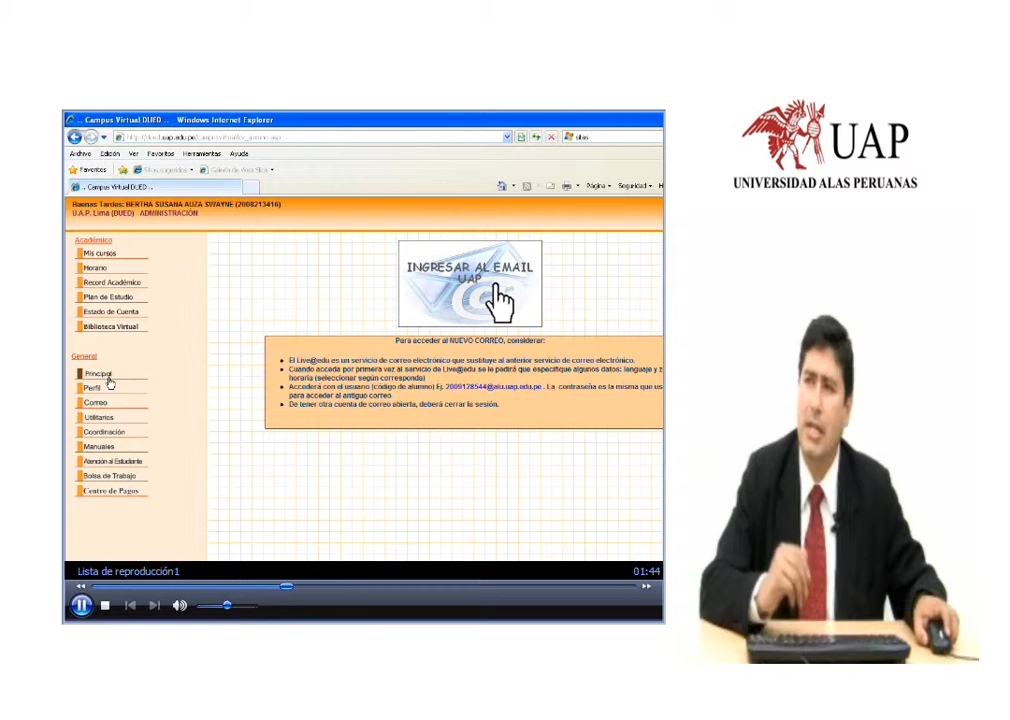 .. Campus Virtual DUED .. Windows Internet Explorer
Archivo Edición Ver Favoritos Herramientas Ayuda
Favoritos Sitios sugeridos Galería de Web Slice
.. Campus Virtual DUED ..
Página Seguridad H
Buenas Tardes: BERTHA SUSANA AUZA SWAYNE (2008213416)
U.A.P. Lima (DUED) - ADMINISTRACIÓN
Académico
Mis cursos
Horario
Record Académico
Plan de Estudio
Estado de Cuenta
Biblioteca Virtual
General
Principal
Perfil
Correo
Utilitarios
Coordinación
Manuales
Atención al Estudiante
Bolsa de Trabajo
Centro de Pagos
INGRESAR AL EMAIL
UAP
Para acceder al NUEVO CORREO, considerar:
El Live@edu es un servicio de correo electrónico que sustituye al anterior servicio de correo electrónico.
Cuando acceda por primera vez al servicio de Live@edu se le pedirá que especifique algunos datos: lenguaje y z
horaria (seleccionar según corresponda)
Accederá con el usuario (código de alumno) Ej. 2009128544@alu.uap.edu.pe . La contraseña es la misma que us
para acceder al antiguo correo
De tener otra cuenta de correo abierta, deberá cerrar la sesión.
Lista de reproducción1
01:44
UAP
UNIVERSIDAD ALAS PERUANAS